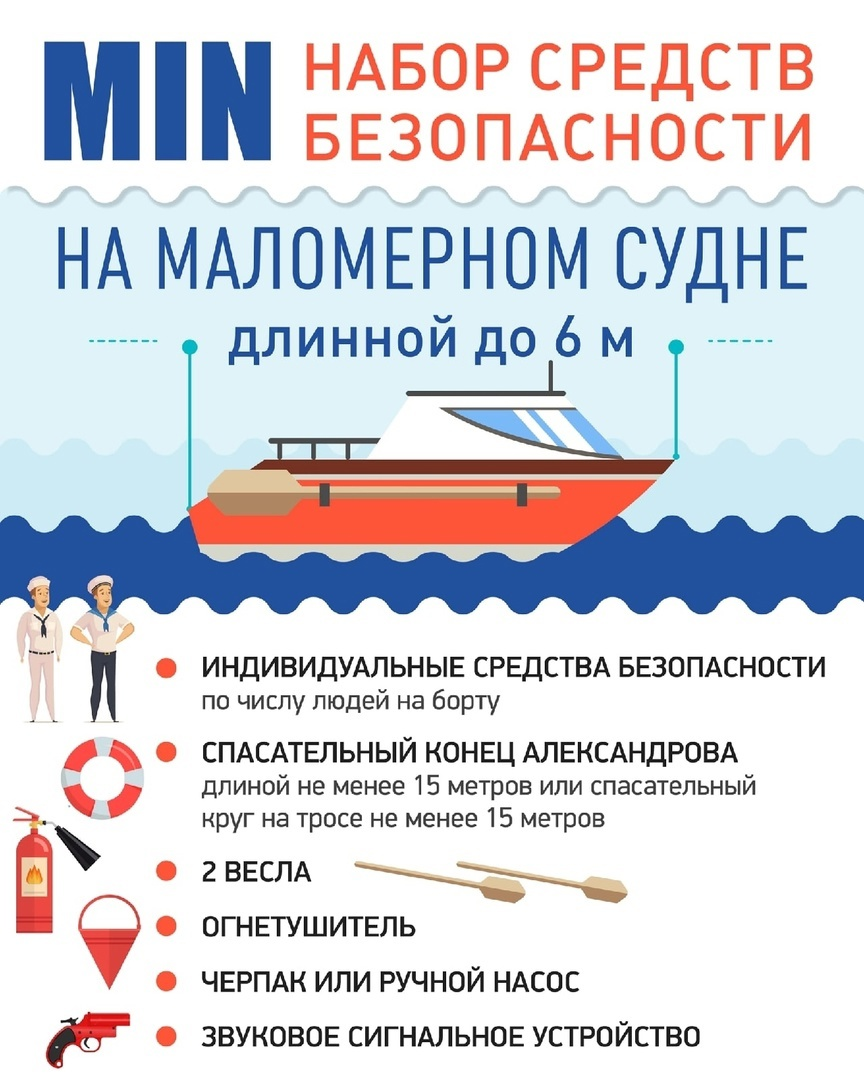 MIN НАБОР СРЕДСТВ
БЕЗОПАСНОСТИ
НА МАЛОМЕРНОМ СУДНЕ
длинной до 6 м
ИНДИВИДУАЛЬНЫЕ СРЕДСТВА БЕЗОПАСНОСТИ
по числу людей на борту
СПАСАТЕЛЬНЫЙ КОНЕЦ АЛЕКСАНДРОВА
длиной не менее 15 метров или спасательный
круг на тросе не менее 15 метров
2 ВЕСЛА
ОГНЕТУШИТЕЛЬ
ЧЕРПАК ИЛИ РУЧНОЙ НАСОС
ЗВУКОВОЕ СИГНАЛЬНОЕ УСТРОЙСТВО